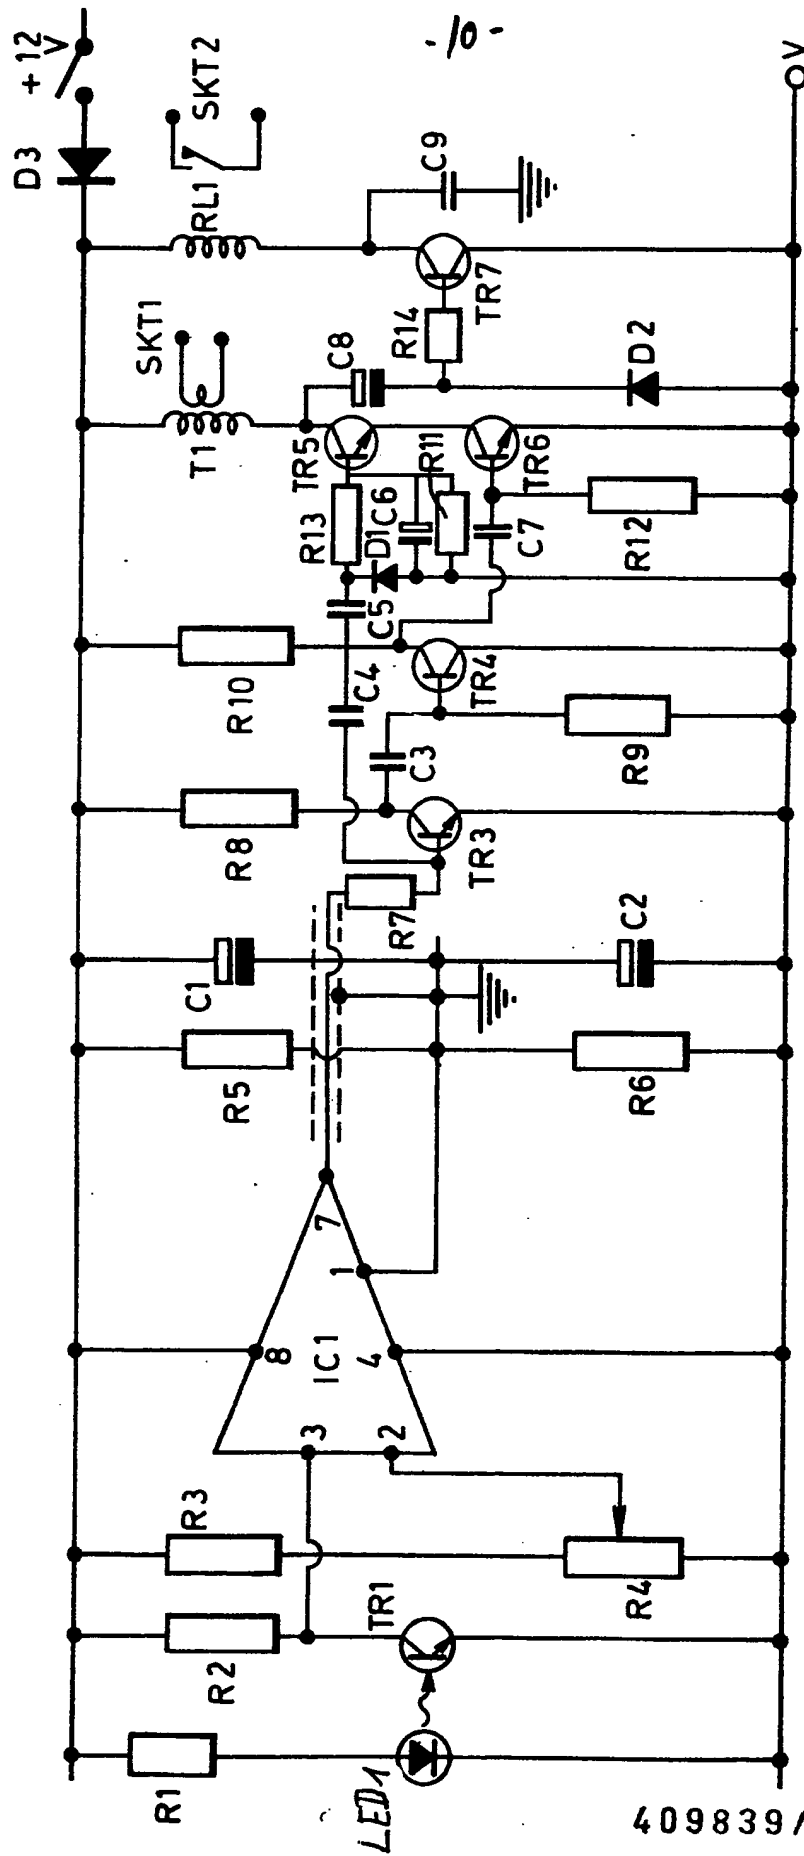 - 10 -
+12 V
D3
SKT2
RL1
C9
SKT1
T1
C8
R14
TR7
D2
TR5
R11
TR6
R13
D1
C6
C7
R12
C5
R10
C4
TR4
C3
R9
R8
TR3
R7
C1
C2
R5
R6
7
1
8
IC1
4
3
2
R3
R4
R2
TR1
R1
LED1
OV
409839/